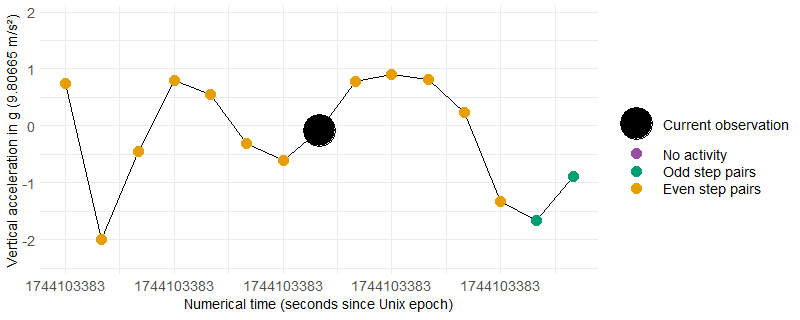 Vertical acceleration in g (9.80665 m/s²)
2
1
0
-1
-2
1744103383 1744103383 1744103383 1744103383 1744103383
Numerical time (seconds since Unix epoch)
Current observation
No activity
Odd step pairs
Even step pairs